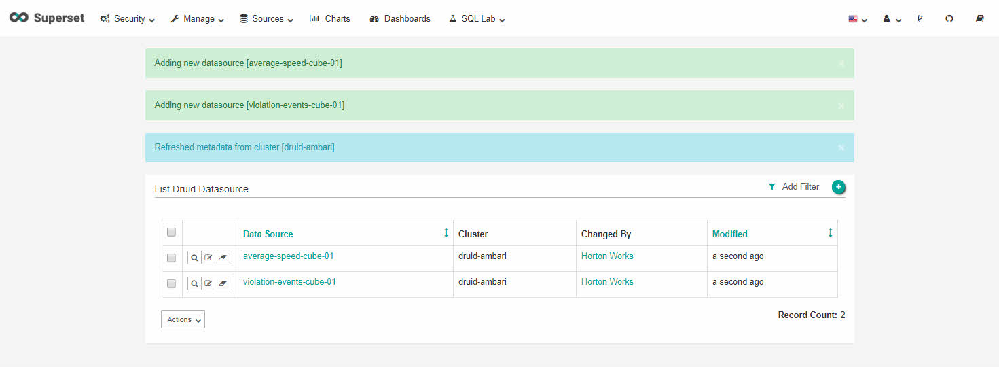 Superset Security Manage Sources Charts Dashboards SQL Lab
Adding new datasource [average-speed-cube-01]
Adding new datasource [violation-events-cube-01]
Refreshed metadata from cluster [druid-ambari]
List Druid Datasource Add Filter
Data Source Cluster Changed By Modified
average-speed-cube-01 druid-ambari Horton Works a second ago
violation-events-cube-01 druid-ambari Horton Works a second ago
Actions Record Count: 2